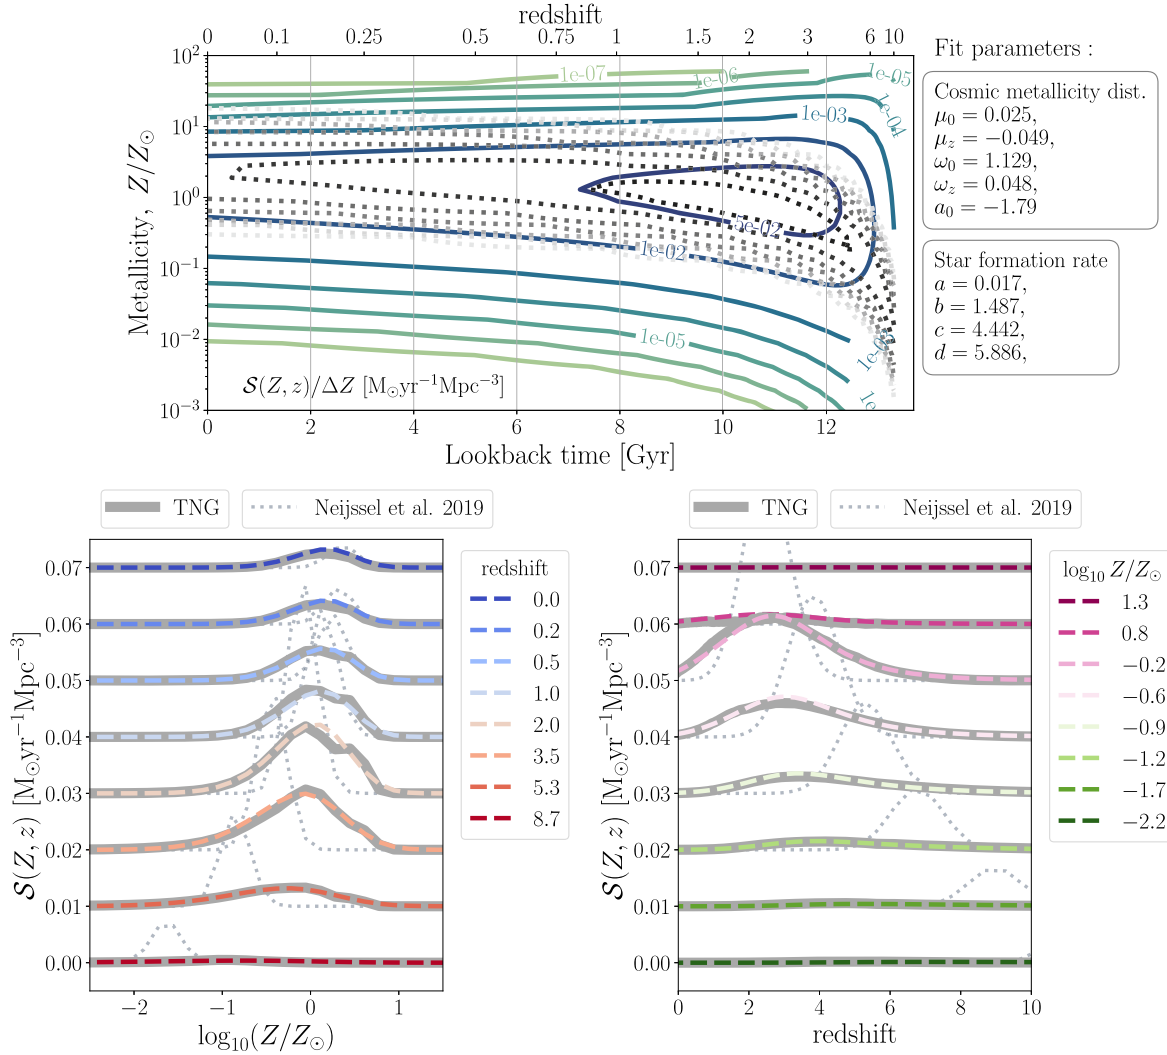 redshift
0 0.1 0.25 0.5 0.75 1 1.5 2 3 6 10
Fit parameters :
Cosmic metallicity dist.
μ₀ = 0.025,
μ_z = −0.049,
ω₀ = 1.129,
ω_z = 0.048,
a₀ = −1.79
Star formation rate
a = 0.017,
b = 1.487,
c = 4.442,
d = 5.886,
Metallicity, Z/Z☉
10²
10¹
10⁰
10⁻¹
10⁻²
10⁻³
1e-07
1e-06
1e-05
1e-04
1e-03
5e-02
1e-02
1e-05
S(Z, z)/ΔZ [M☉yr⁻¹Mpc⁻³]
0 2 4 6 8 10 12
Lookback time [Gyr]
TNG
Neijssel et al. 2019
S(Z, z) [M☉yr⁻¹Mpc⁻³]
0.07
0.06
0.05
0.04
0.03
0.02
0.01
0.00
−2 −1 0 1
log₁₀(Z/Z☉)
redshift
0.0
0.2
0.5
1.0
2.0
3.5
5.3
8.7
TNG
Neijssel et al. 2019
S(Z, z) [M☉yr⁻¹Mpc⁻³]
0.07
0.06
0.05
0.04
0.03
0.02
0.01
0.00
0 2 4 6 8 10
redshift
log₁₀ Z/Z☉
1.3
0.8
−0.2
−0.6
−0.9
−1.2
−1.7
−2.2